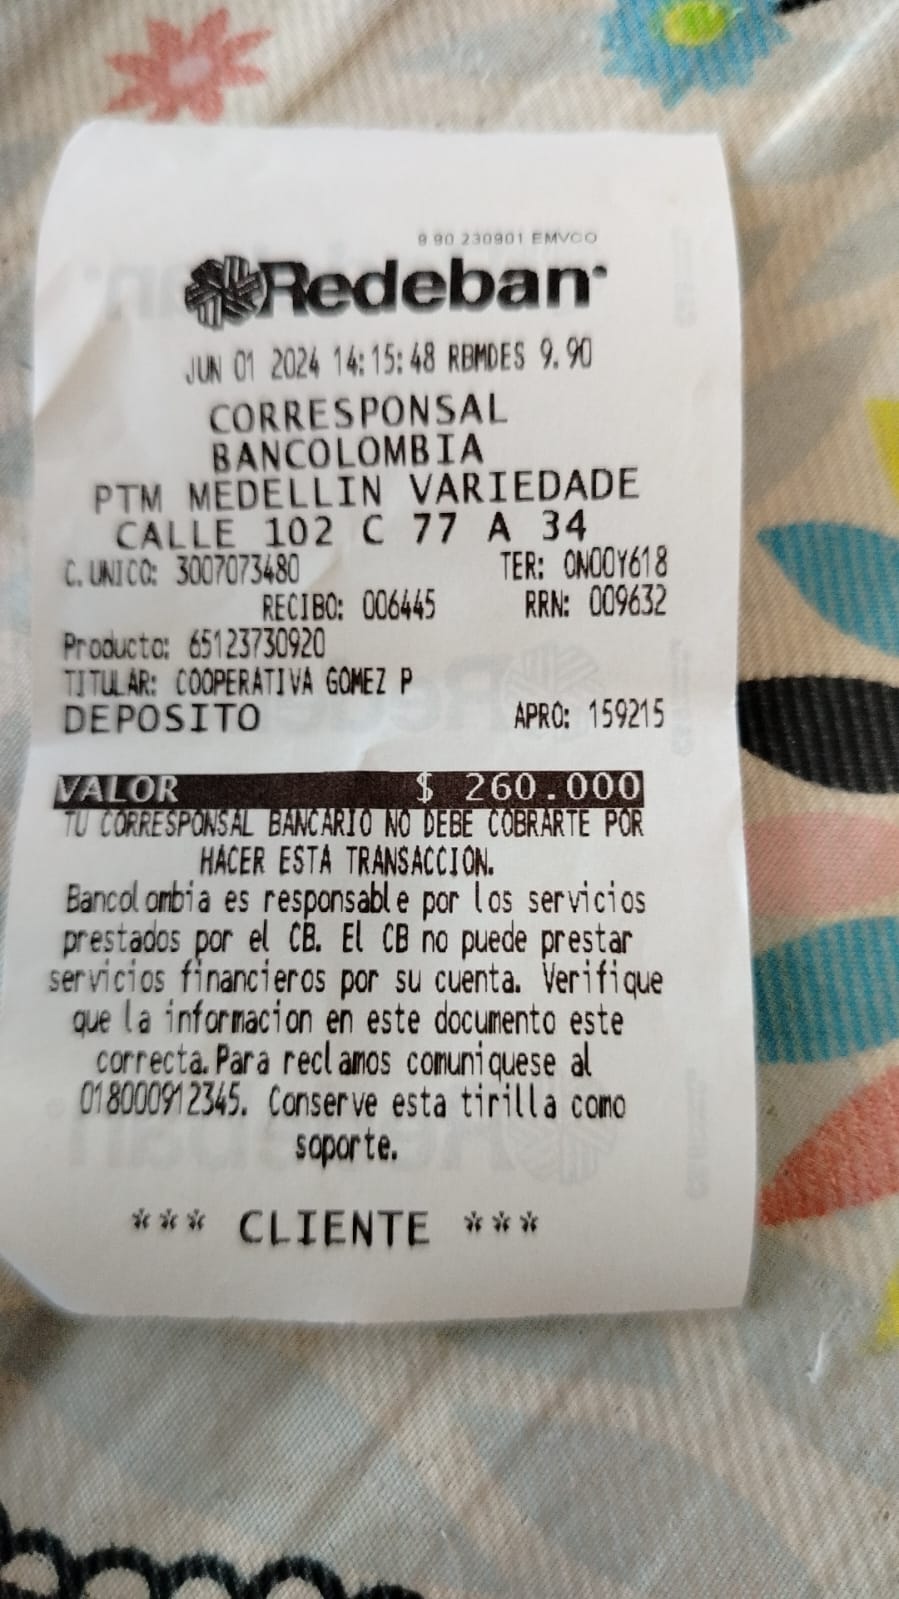 9.90 230901 EMVCO
Redeban
JUN 01 2024 14:15:48 RBMDES 9.90
CORRESPONSAL
BANCOLOMBIA
PTM MEDELLIN VARIEDADE
CALLE 102 C 77 A 34
C. UNICO: 3007073480 TER: 0N00Y618
RECIBO: 006445 RRN: 009632
Producto: 65123730920
TITULAR: COOPERATIVA GOMEZ P
DEPOSITO APRO: 159215
VALOR $ 260.000
TU CORRESPONSAL BANCARIO NO DEBE COBRARTE POR
HACER ESTA TRANSACCION.
Bancolombia es responsable por los servicios
prestados por el CB. El CB no puede prestar
servicios financieros por su cuenta. Verifique
que la informacion en este documento este
correcta. Para reclamos comuniquese al
018000912345. Conserve esta tirilla como
soporte.
*** CLIENTE ***